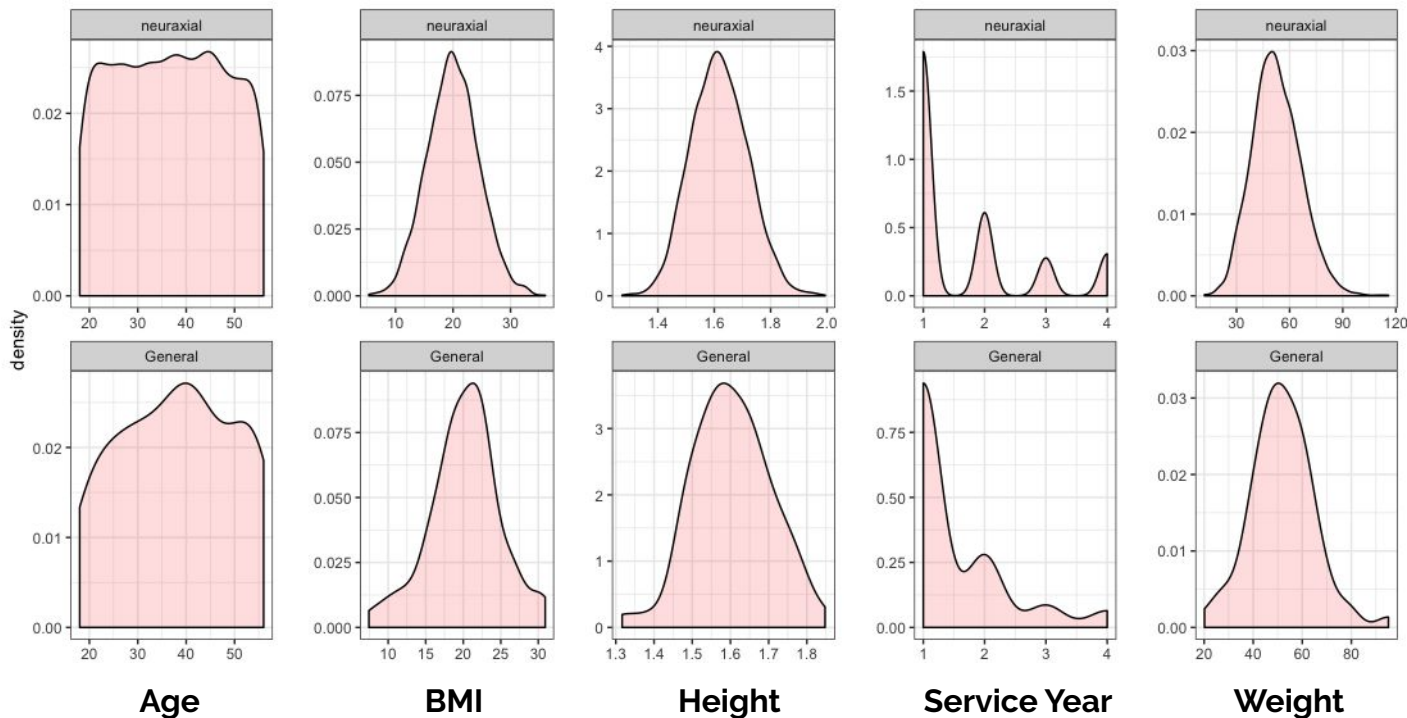 neuraxial neuraxial neuraxial neuraxial neuraxial
0.02 0.01 0.00
0.075 0.050 0.025 0.000
4 3 2 1 0
1.5 1.0 0.5 0.0
0.03 0.02 0.01 0.00
20 30 40 50 10 20 30 1.4 1.6 1.8 2.0 1 2 3 4 30 60 90 120
density
General General General General General
0.02 0.01 0.00
0.075 0.050 0.025 0.000
3 2 1 0
0.75 0.50 0.25 0.00
0.03 0.02 0.01 0.00
20 30 40 50 10 15 20 25 30 1.3 1.4 1.5 1.6 1.7 1.8 1 2 3 4 20 40 60 80
Age BMI Height Service Year Weight